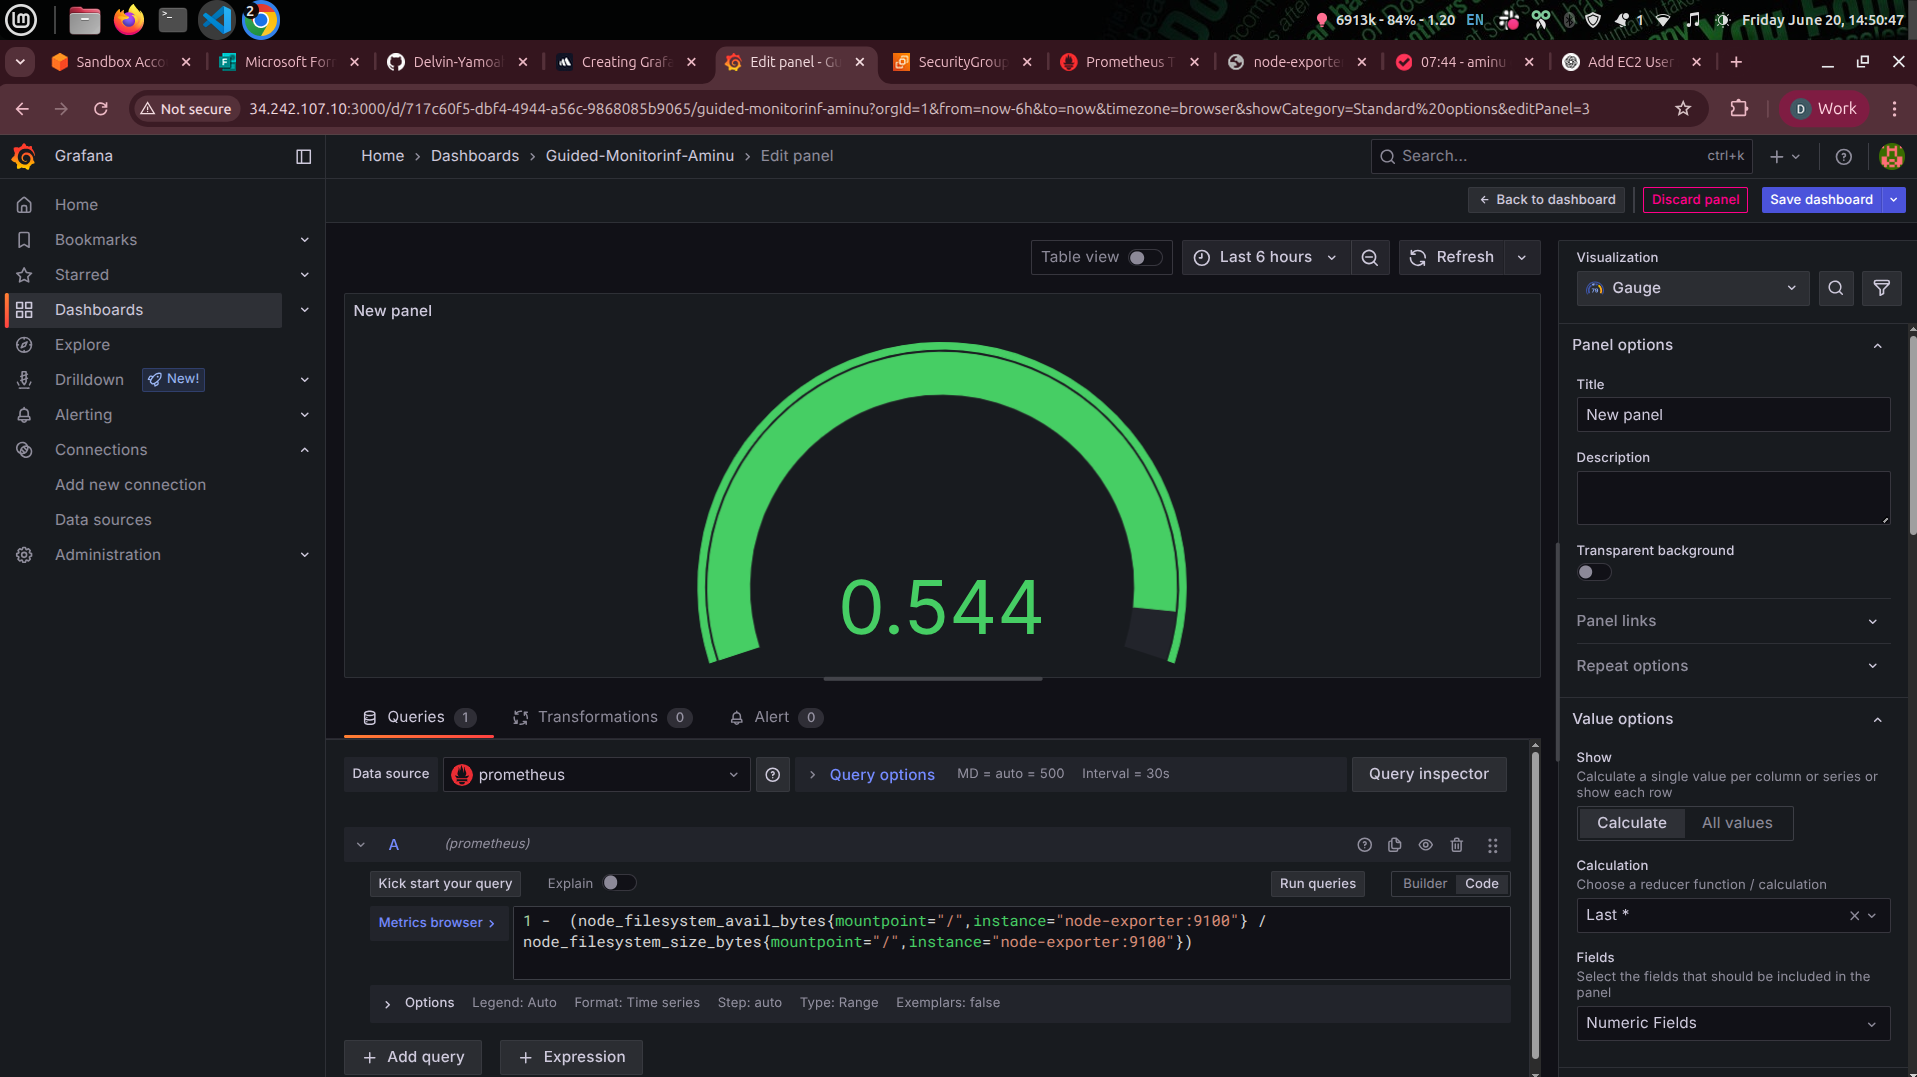 6913k - 84% - 1.20 EN 1 Friday June 20, 14:50:47
Sandbox Acco
Microsoft For
Delvin-Yamoal
Creating Grafa
Edit panel - Gu
SecurityGroup
Prometheus T
node-exporter
07:44 - aminu
Add EC2 User
Not secure 34.242.107.10:3000/d/717c60f5-dbf4-4944-a56c-9868085b9065/guided-monitorinf-aminu?orgId=1&from=now-6h&to=now&timezone=browser&showCategory=Standard%20options&editPanel=3 D Work
Grafana
Home › Dashboards › Guided-Monitorinf-Aminu › Edit panel
Search... ctrl+k
Back to dashboard Discard panel Save dashboard
Home
Bookmarks
Starred
Dashboards
Explore
Drilldown New!
Alerting
Connections
Add new connection
Data sources
Administration
Table view Last 6 hours Refresh
New panel
0.544
Queries 1 Transformations 0 Alert 0
Data source prometheus Query options MD = auto = 500 Interval = 30s Query inspector
A (prometheus)
Kick start your query Explain Run queries Builder Code
Metrics browser > 1 - (node_filesystem_avail_bytes{mountpoint="/",instance="node-exporter:9100"} /
node_filesystem_size_bytes{mountpoint="/",instance="node-exporter:9100"})
Options Legend: Auto Format: Time series Step: auto Type: Range Exemplars: false
+ Add query + Expression
Visualization
Gauge
Panel options
Title
New panel
Description
Transparent background
Panel links
Repeat options
Value options
Show
Calculate a single value per column or series or
show each row
Calculate All values
Calculation
Choose a reducer function / calculation
Last *
Fields
Select the fields that should be included in the
panel
Numeric Fields